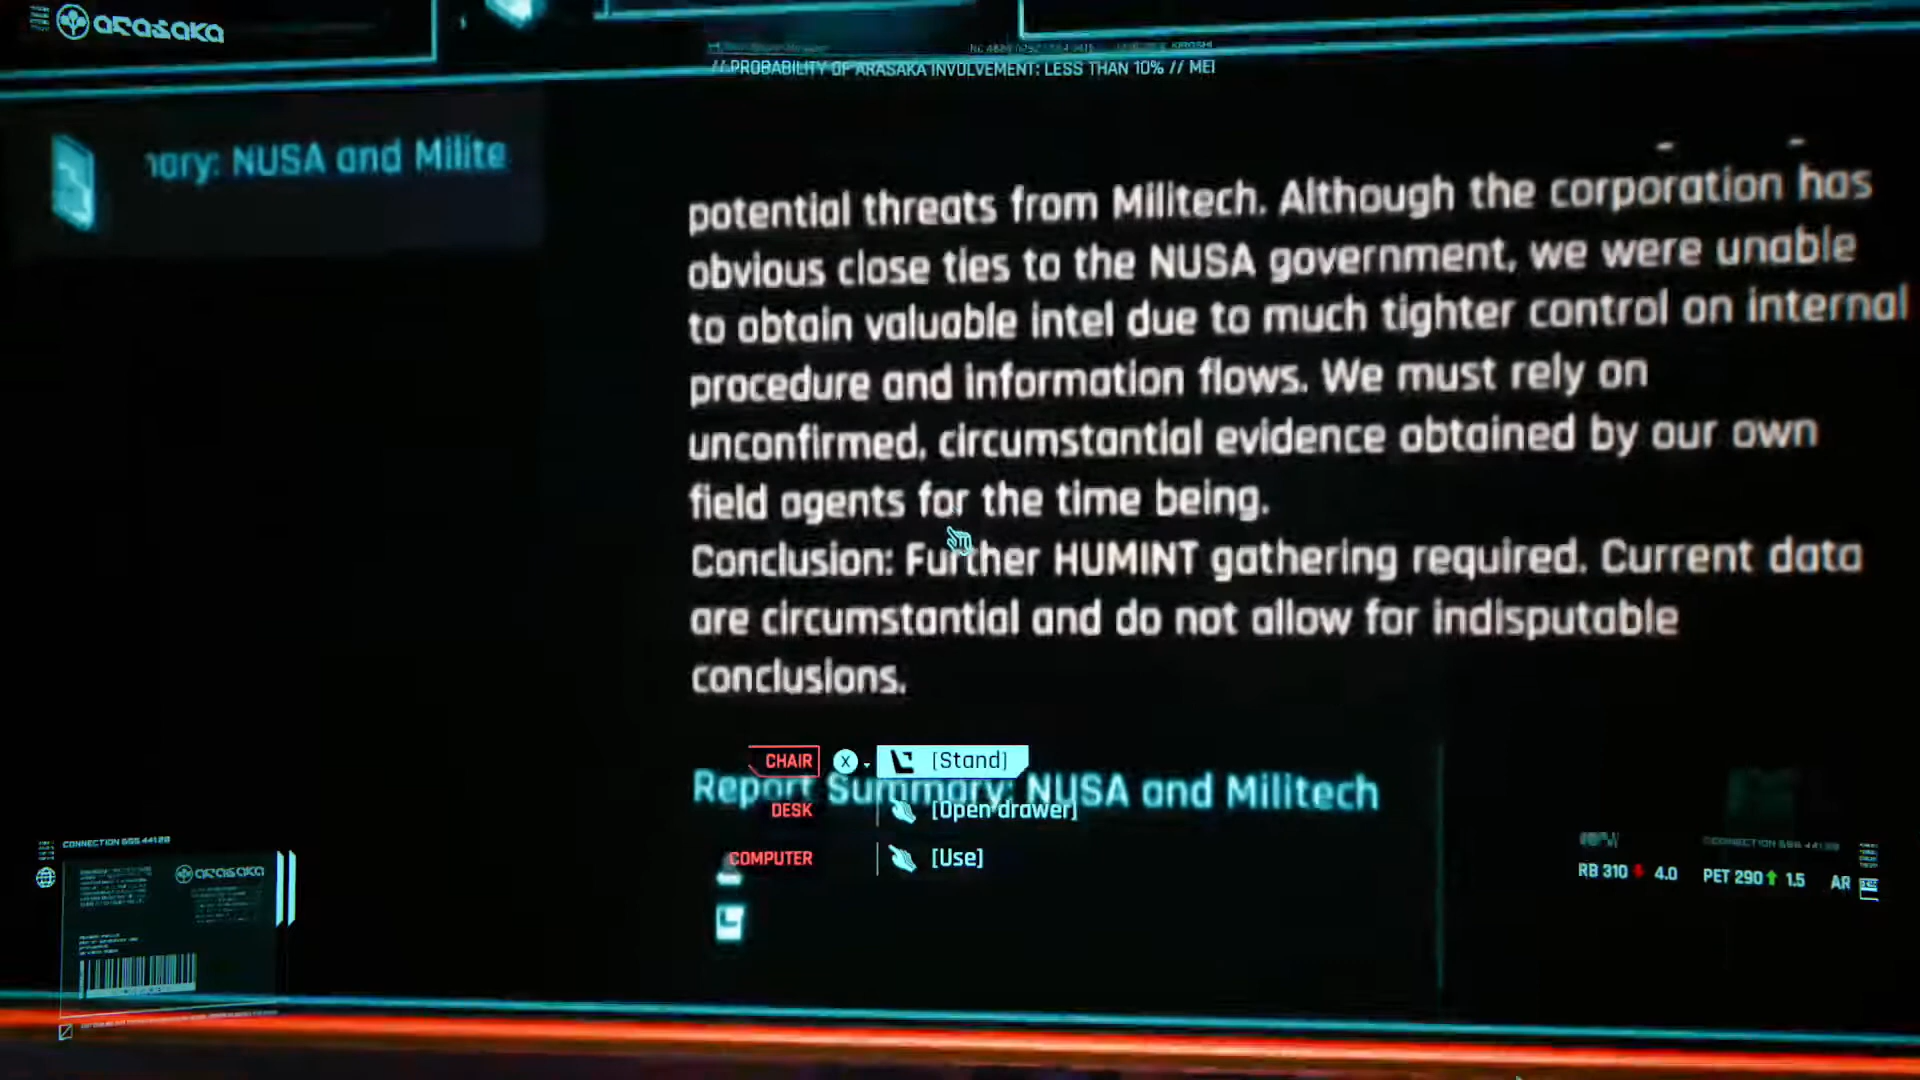 arasaka
// PROBABILITY OF ARASAKA INVOLVEMENT: LESS THAN 10% // MEI
nary: NUSA and Milite
potential threats from Militech. Although the corporation has
obvious close ties to the NUSA government, we were unable
to obtain valuable intel due to much tighter control on internal
procedure and information flows. We must rely on
unconfirmed, circumstantial evidence obtained by our own
field agents for the time being.
Conclusion: Further HUMINT gathering required. Current data
are circumstantial and do not allow for indisputable
conclusions.
CHAIR X [Stand]
Report Summary: NUSA and Militech
DESK [Open drawer]
COMPUTER [Use]
CONNECTION
arasaka
RB 310 4.0 PET 290 1.5 AR